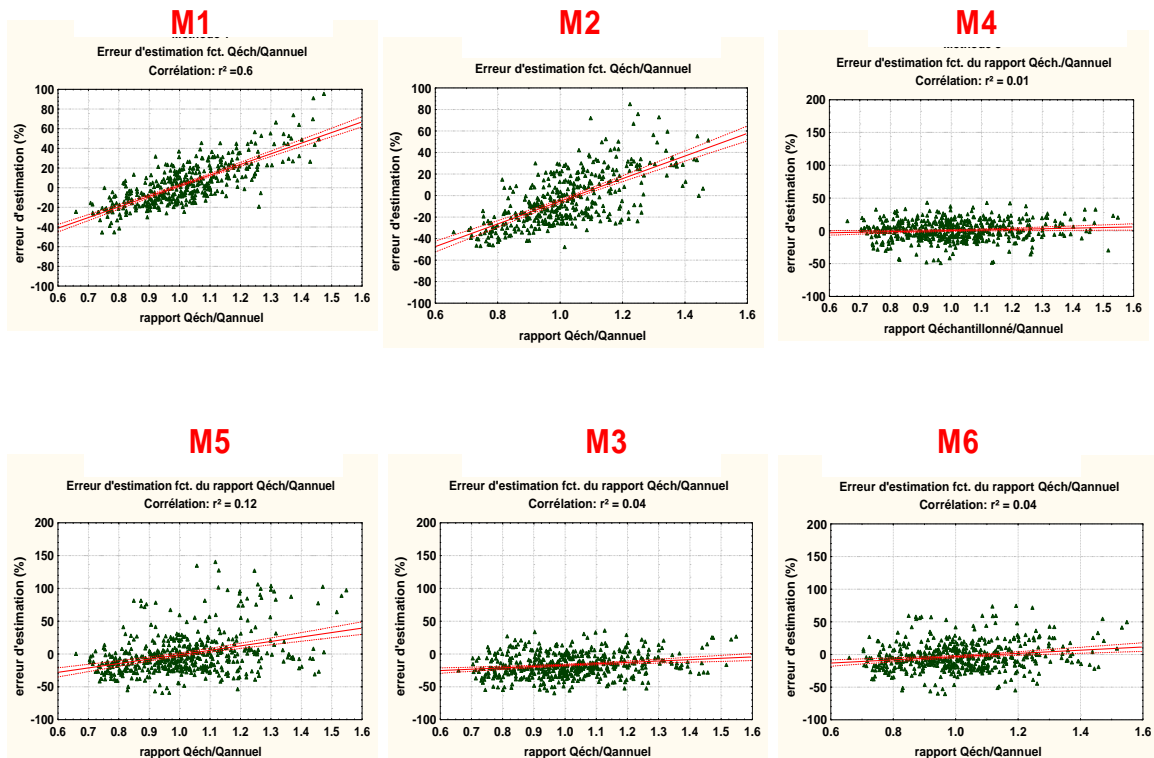 M1
Erreur d'estimation fct. Qéch/Qannuel
Corrélation: r² =0.6
erreur d'estimation (%)
100
80
60
40
20
0
-20
-40
-60
-80
-100
0.6 0.7 0.8 0.9 1.0 1.1 1.2 1.3 1.4 1.5 1.6
rapport Qéch/Qannuel
M2
Erreur d'estimation fct. Qéch/Qannuel
erreur d'estimation (%)
100
80
60
40
20
0
-20
-40
-60
-80
-100
0.6 0.8 1.0 1.2 1.4 1.6
rapport Qéch/Qannuel
M4
Erreur d'estimation fct. du rapport Qéch./Qannuel
Corrélation: r² = 0.01
erreur d'estimation (%)
200
150
100
50
0
-50
-100
0.6 0.7 0.8 0.9 1.0 1.1 1.2 1.3 1.4 1.5 1.6
rapport Qéchantillonné/Qannuel
M5
Erreur d'estimation fct. du rapport Qéch/Qannuel
Corrélation: r² = 0.12
erreur d'estimation (%)
200
150
100
50
0
-50
-100
0.6 0.7 0.8 0.9 1.0 1.1 1.2 1.3 1.4 1.5 1.6
rapport Qéch/Qannuel
M3
Erreur d'estimation fct. du rapport Qéch/Qannuel
Corrélation: r² = 0.04
erreur d'estimation (%)
200
150
100
50
0
-50
-100
0.6 0.7 0.8 0.9 1.0 1.1 1.2 1.3 1.4 1.5 1.6
rapport Qéch/Qannuel
M6
Erreur d'estimation fct. du rapport Qéch/Qannuel
Corrélation: r² = 0.04
erreur d'estimation (%)
200
150
100
50
0
-50
-100
0.6 0.8 1.0 1.2 1.4 1.6
rapport Qéch/Qannuel